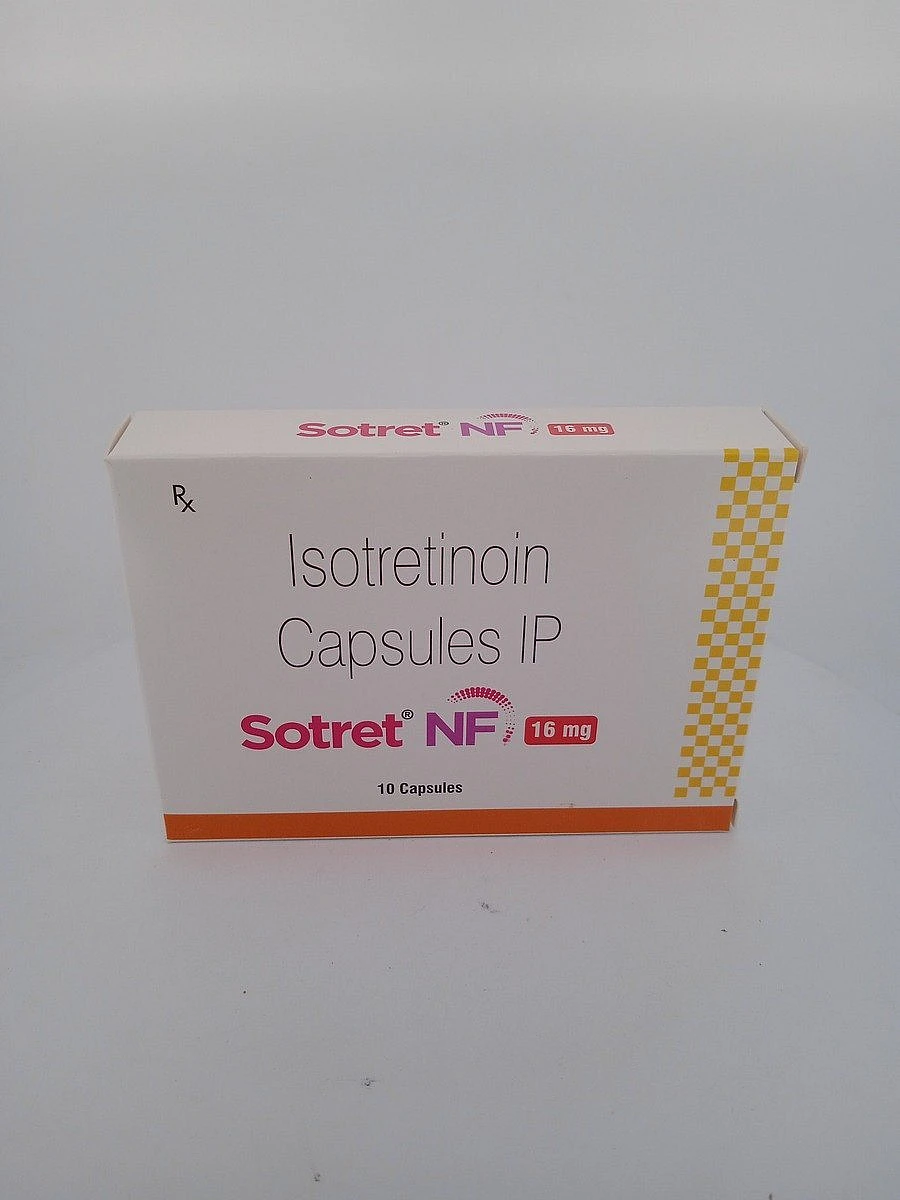 Sotret® NF 16 mg
Rx
Isotretinoin
Capsules IP
Sotret® NF 16 mg
10 Capsules